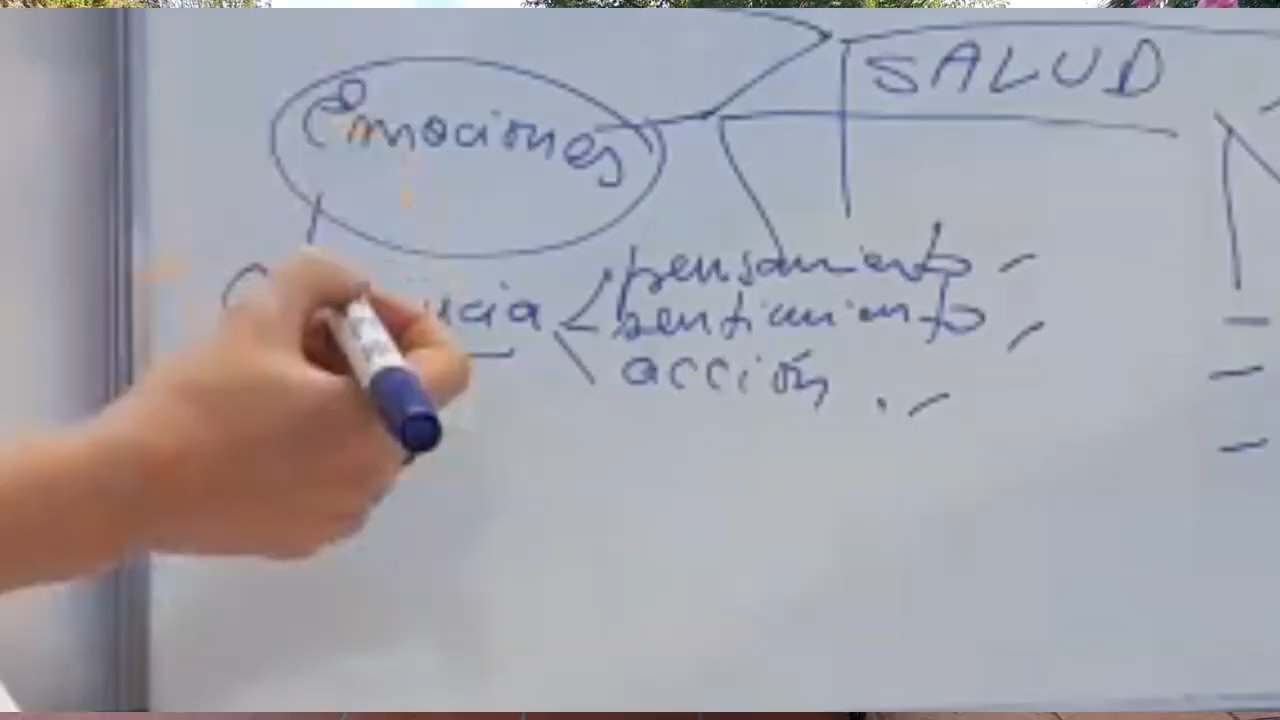 SALUD
Emociones
pensamiento
sentimiento
acción